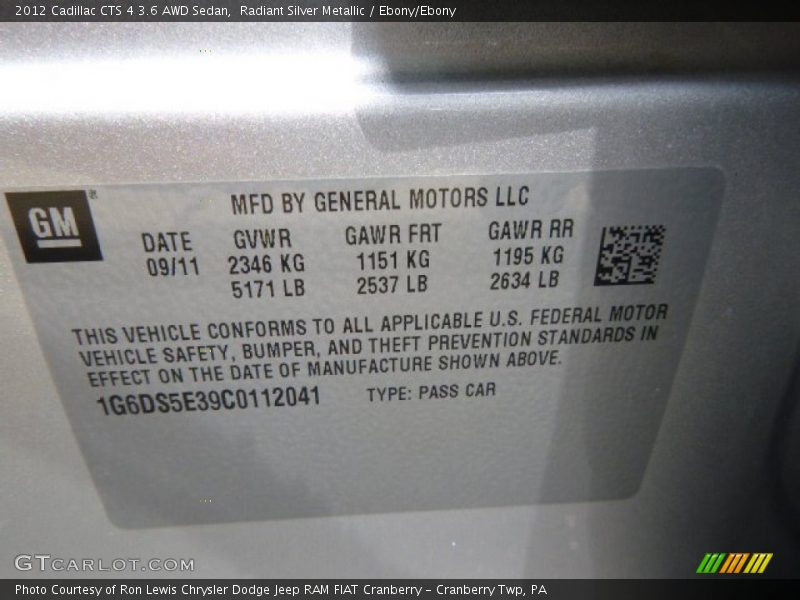 2012 Cadillac CTS 4 3.6 AWD Sedan,  Radiant Silver Metallic / Ebony/Ebony
MFD BY GENERAL MOTORS LLC
GM®
DATE GVWR GAWR FRT GAWR RR
09/11 2346 KG 1151 KG 1195 KG
5171 LB 2537 LB 2634 LB
THIS VEHICLE CONFORMS TO ALL APPLICABLE U.S. FEDERAL MOTOR
VEHICLE SAFETY, BUMPER, AND THEFT PREVENTION STANDARDS IN
EFFECT ON THE DATE OF MANUFACTURE SHOWN ABOVE.
1G6DS5E39C0112041 TYPE: PASS CAR
GTCARLOT.COM
Photo Courtesy of Ron Lewis Chrysler Dodge Jeep RAM FIAT Cranberry – Cranberry Twp, PA